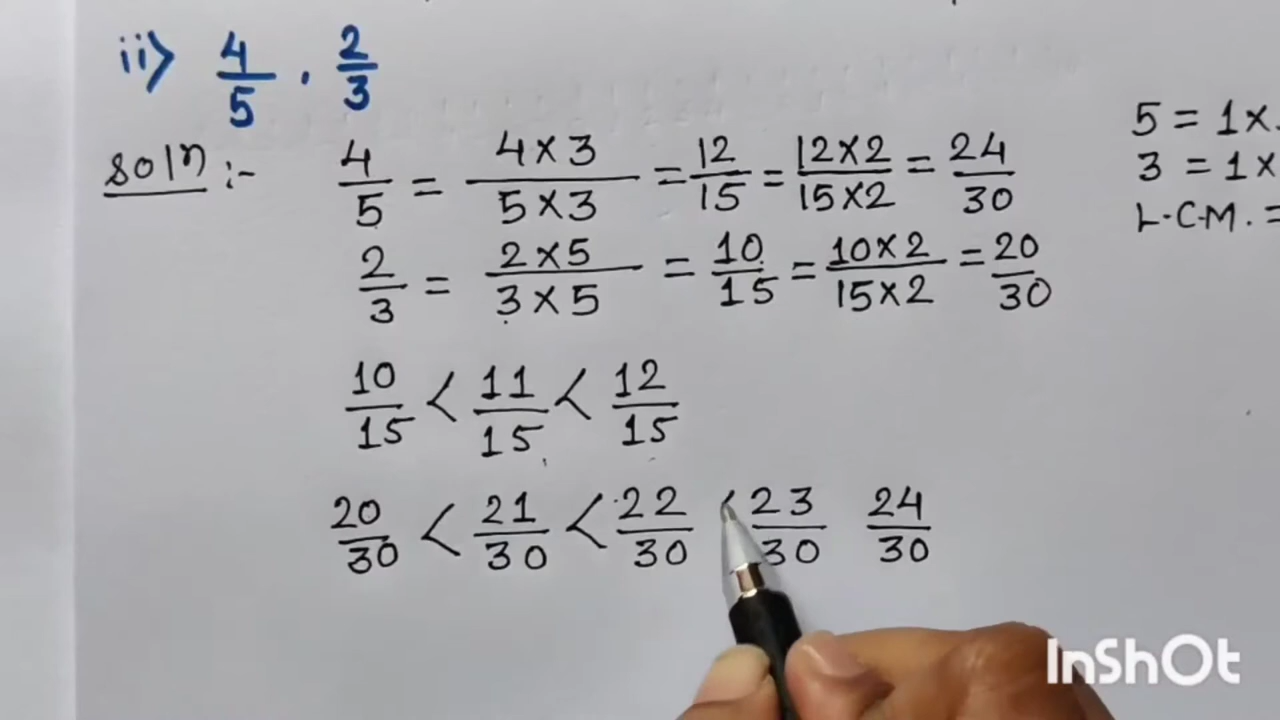 ii) 4/5 . 2/3
soln :- 4/5 = 4×3/5×3 = 12/15 = 12×2/15×2 = 24/30
2/3 = 2×5/3×5 = 10/15 = 10×2/15×2 = 20/30
5 = 1×
3 = 1×
L.C.M. =
10/15 < 11/15 < 12/15
20/30 < 21/30 < 22/30 < 23/30 24/30
InShOt